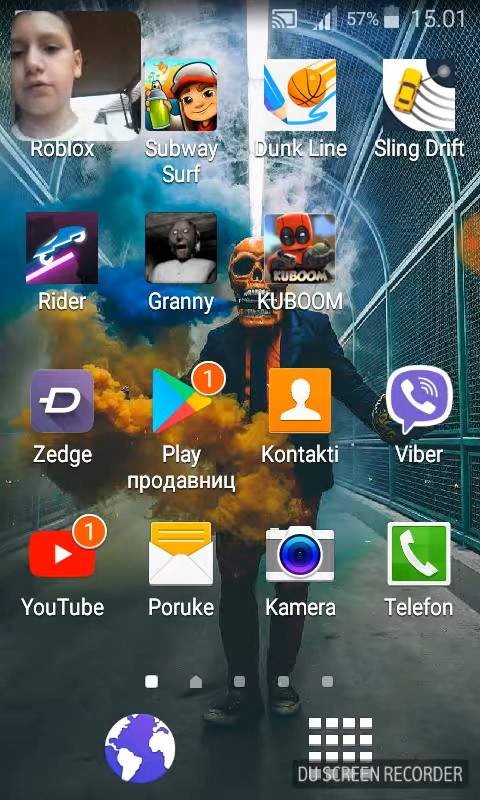 57% 15.01
Roblox
Subway Surf
Dunk Line
Sling Drift
KUBOOM
Rider
Granny
KUBOOM
1
Zedge
Play продавниц
Kontakti
Viber
1
YouTube
Poruke
Kamera
Telefon
DU SCREEN RECORDER